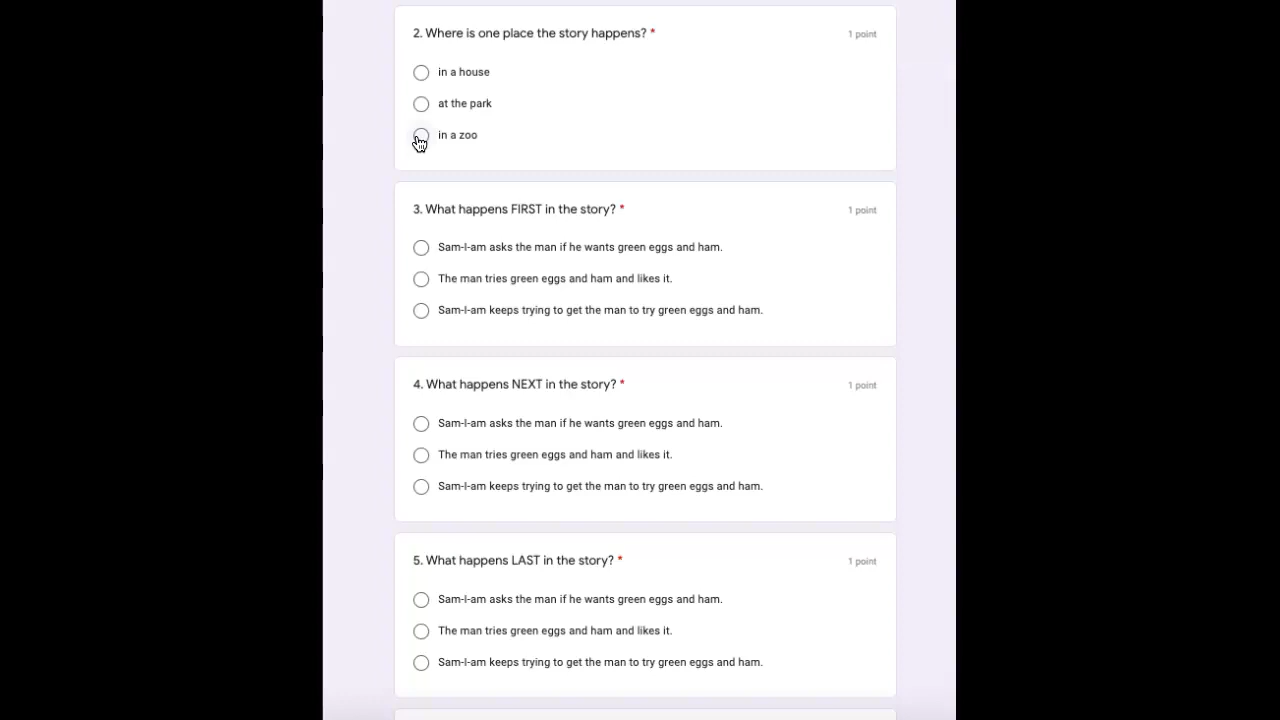 2. Where is one place the story happens? *
1 point
in a house
at the park
in a zoo
3. What happens FIRST in the story? *
1 point
Sam-I-am asks the man if he wants green eggs and ham.
The man tries green eggs and ham and likes it.
Sam-I-am keeps trying to get the man to try green eggs and ham.
4. What happens NEXT in the story? *
1 point
Sam-I-am asks the man if he wants green eggs and ham.
The man tries green eggs and ham and likes it.
Sam-I-am keeps trying to get the man to try green eggs and ham.
5. What happens LAST in the story? *
1 point
Sam-I-am asks the man if he wants green eggs and ham.
The man tries green eggs and ham and likes it.
Sam-I-am keeps trying to get the man to try green eggs and ham.